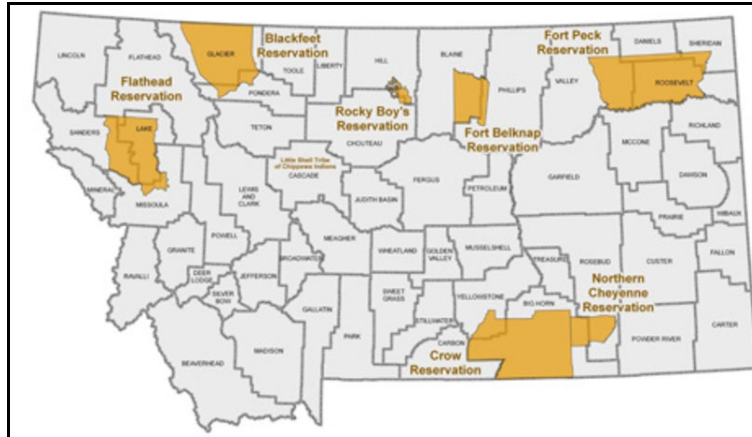 LINCOLN
FLATHEAD
GLACIER
Blackfeet
Reservation
TOOLE
LIBERTY
HILL
BLAINE
Fort Peck
Reservation
DANIELS
SHERIDAN
PONDERA
PHILLIPS
VALLEY
ROOSEVELT
Flathead
Reservation
Rocky Boy's
Reservation
Fort Belknap
Reservation
SANDERS
LAKE
TETON
CHOUTEAU
RICHLAND
MCCONE
Little Shell Tribe
of Chippewa Indians
CASCADE
FERGUS
PETROLEUM
GARFIELD
DAWSON
MINERAL
MISSOULA
LEWIS
AND
CLARK
JUDITH BASIN
PRAIRIE
WIBAUX
POWELL
GRANITE
MEAGHER
WHEATLAND
GOLDEN
VALLEY
MUSSELSHELL
TREASURE
ROSEBUD
CUSTER
FALLON
RAVALLI
DEER
LODGE
JEFFERSON
BROADWATER
SILVER
BOW
SWEET
GRASS
YELLOWSTONE
BIG HORN
Northern
Cheyenne
Reservation
GALLATIN
PARK
STILLWATER
CARBON
POWDER RIVER
CARTER
BEAVERHEAD
MADISON
Crow
Reservation